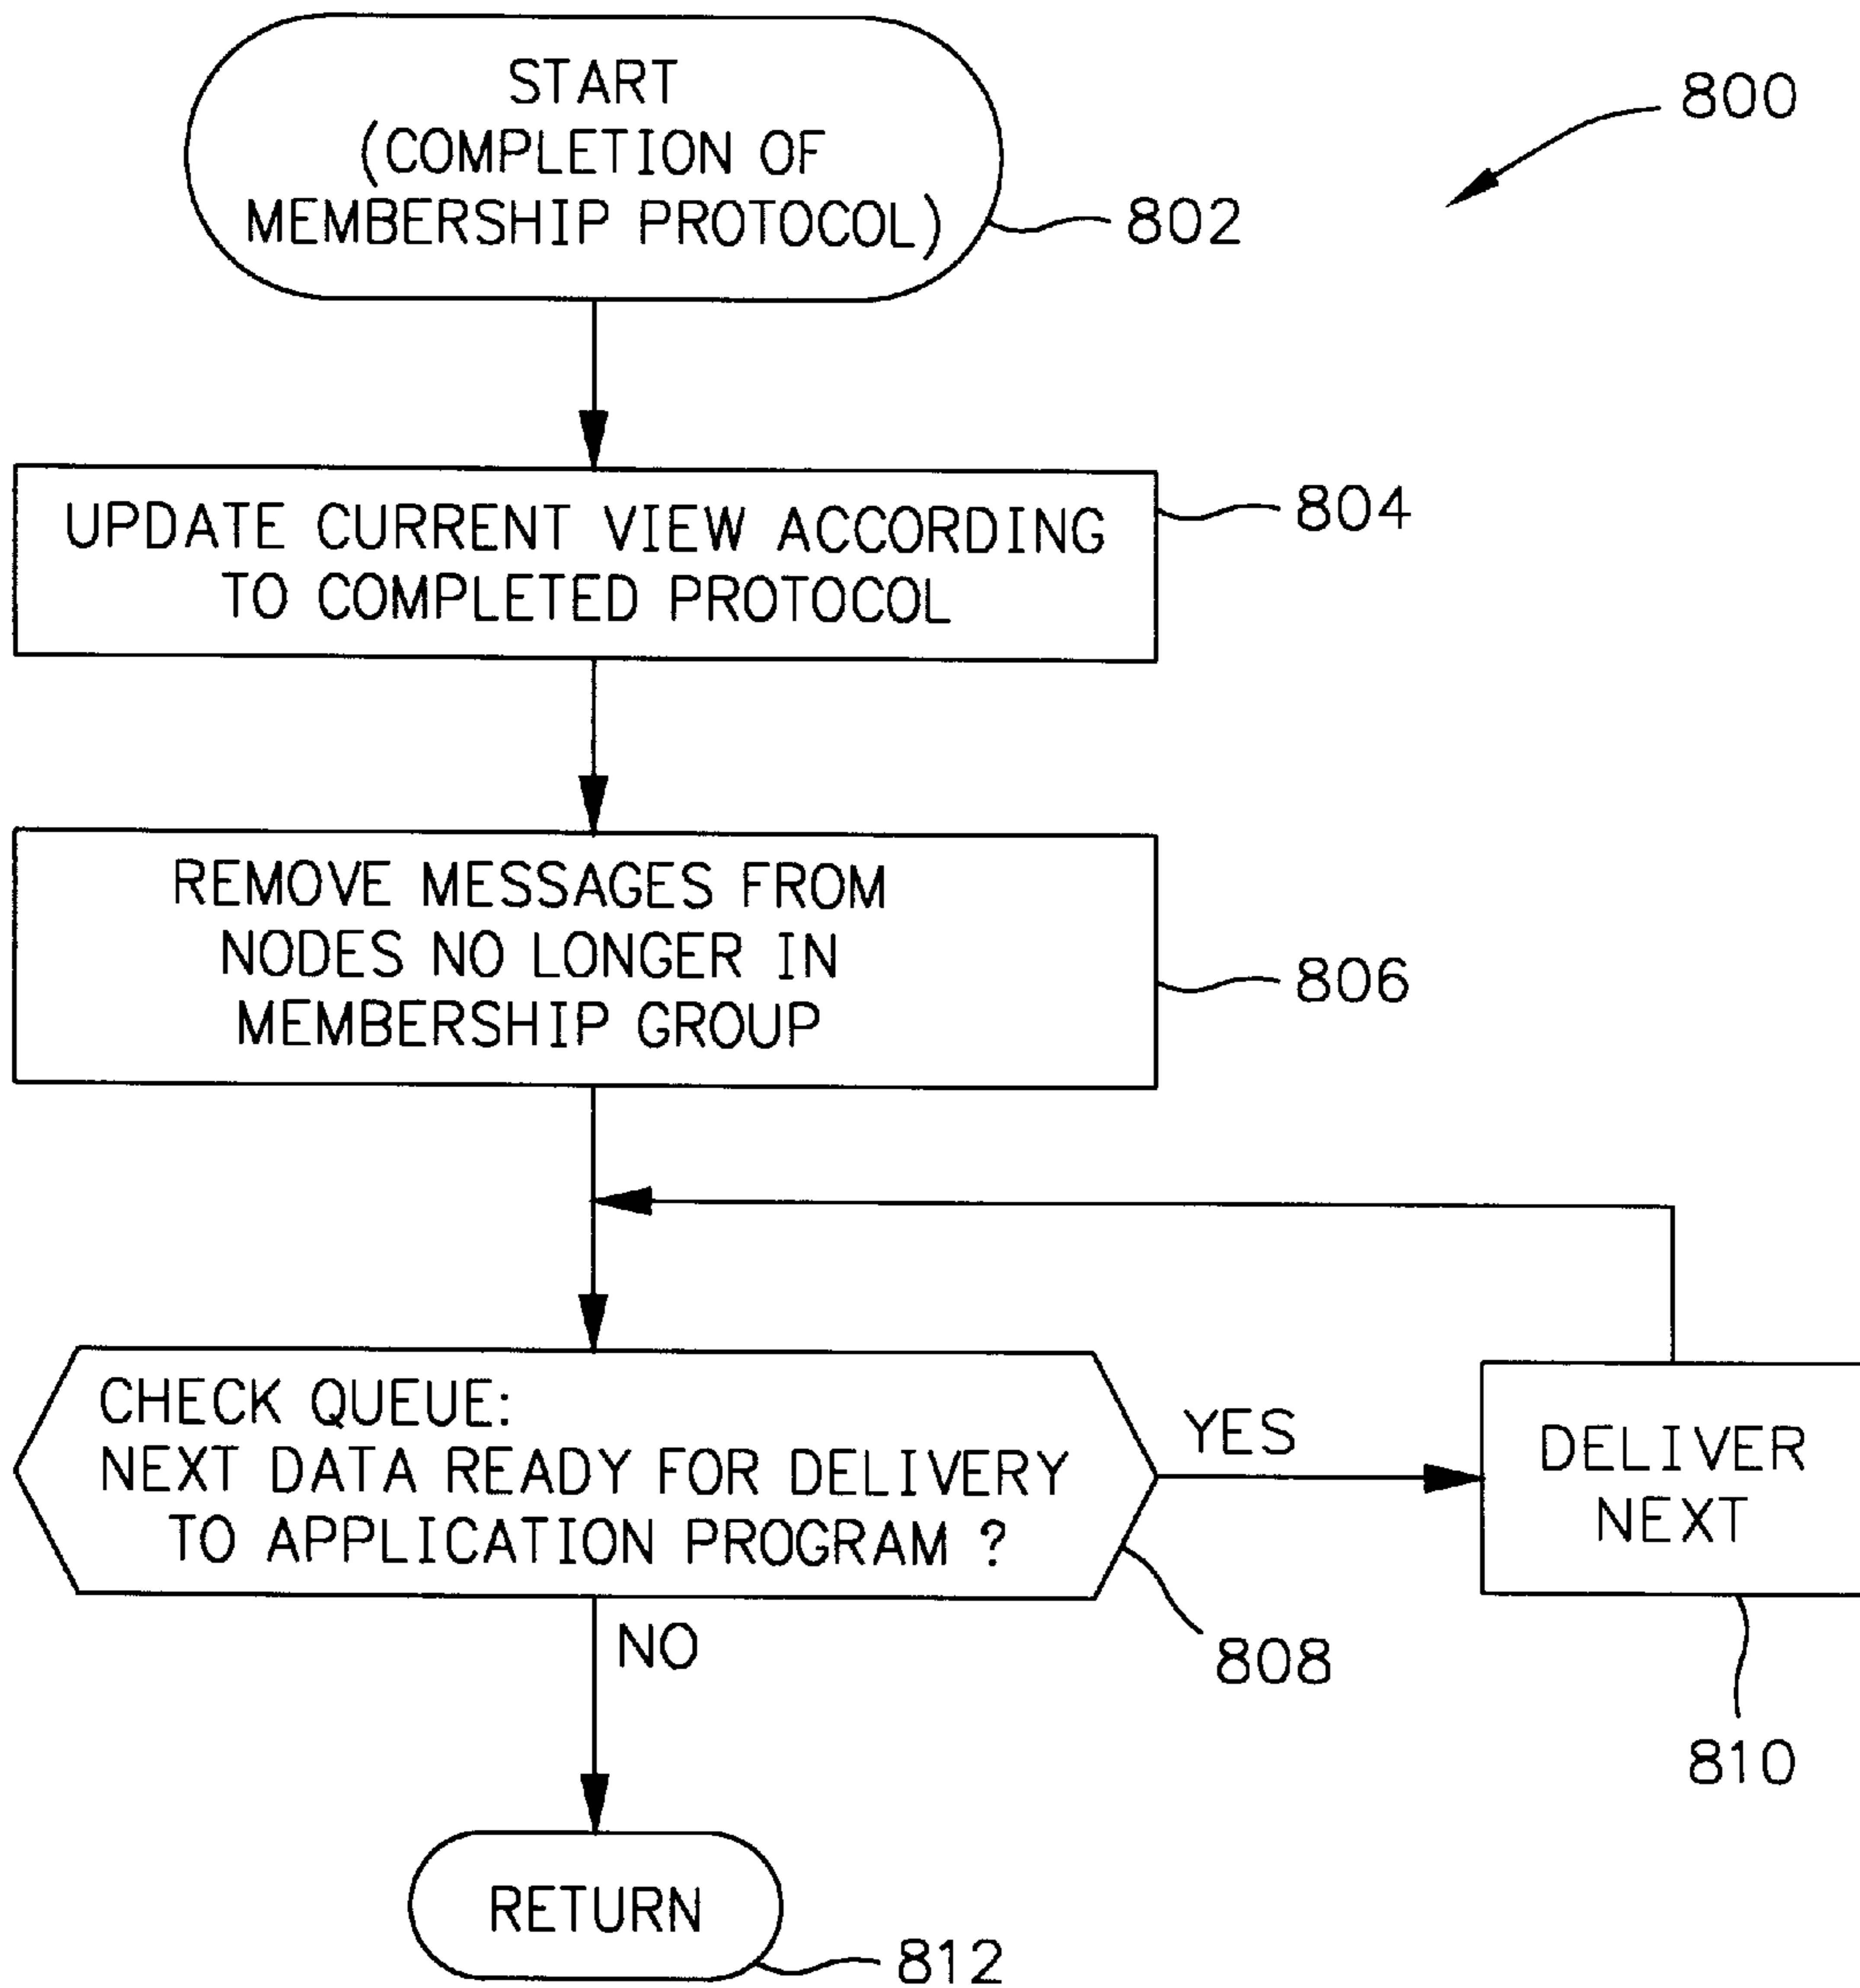 START
(COMPLETION OF
MEMBERSHIP PROTOCOL)
800
802
UPDATE CURRENT VIEW ACCORDING
TO COMPLETED PROTOCOL
804
REMOVE MESSAGES FROM
NODES NO LONGER IN
MEMBERSHIP GROUP
806
CHECK QUEUE:
NEXT DATA READY FOR DELIVERY
TO APPLICATION PROGRAM ?
YES
DELIVER
NEXT
NO
808
810
RETURN
812